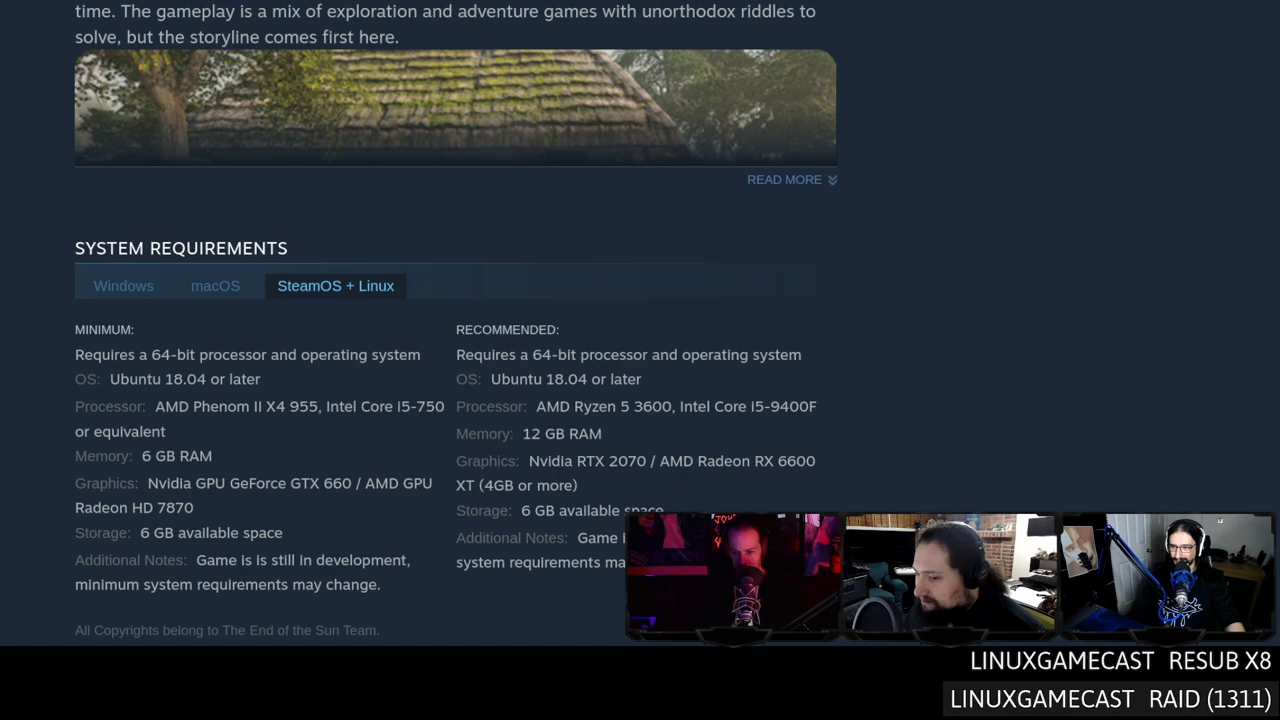 time. The gameplay is a mix of exploration and adventure games with unorthodox riddles to
solve, but the storyline comes first here.
READ MORE
SYSTEM REQUIREMENTS
Windows macOS SteamOS + Linux
MINIMUM:
Requires a 64-bit processor and operating system
OS: Ubuntu 18.04 or later
Processor: AMD Phenom II X4 955, Intel Core i5-750
or equivalent
Memory: 6 GB RAM
Graphics: Nvidia GPU GeForce GTX 660 / AMD GPU
Radeon HD 7870
Storage: 6 GB available space
Additional Notes: Game is is still in development,
minimum system requirements may change.
RECOMMENDED:
Requires a 64-bit processor and operating system
OS: Ubuntu 18.04 or later
Processor: AMD Ryzen 5 3600, Intel Core i5-9400F
Memory: 12 GB RAM
Graphics: Nvidia RTX 2070 / AMD Radeon RX 6600
XT (4GB or more)
Storage: 6 GB available space
Additional Notes: Game
system requirements
All Copyrights belong to The End of the Sun Team.
LINUXGAMECAST RESUB X8
LINUXGAMECAST RAID (1311)